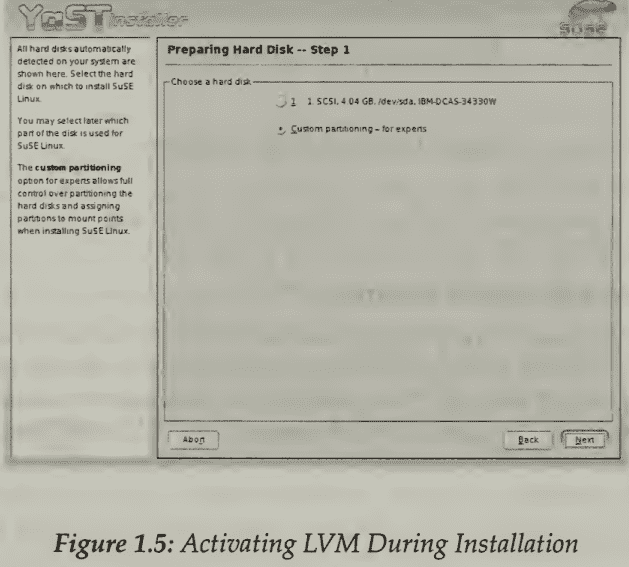 YaST Installer
SuSE
All hard disks automatically
detected on your system are
shown here. Select the hard
disk on which to install SuSE
Linux.
You may select later which
part of the disk is used for
SuSE Linux.
The custom partitioning
option for experts allows full
control over partitioning the
hard disks and assigning
partitions to mount points
when installing SuSE Linux.
Preparing Hard Disk -- Step 1
Choose a hard disk
1 1. SCSI, 4.04 GB, /dev/sda, IBM-DCAS-34330W
Custom partitioning - for experts
Abort
Back
Next
Figure 1.5: Activating LVM During Installation